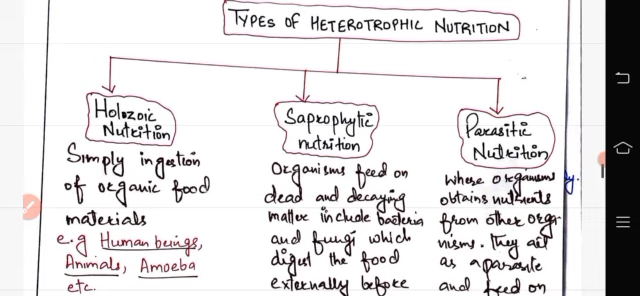 TYPES OF HETEROTROPHIC NUTRITION
Holozoic
Nutrition
Simply ingestion
of organic food
materials
e.g Human beings,
Animals, Amoeba
etc.
Saprophytic
nutrition
Organisms feed on
dead and decaying
matter include bacteria
and fungi which
digest the food
externally before
Parasitic
Nutrition
Where organisms
obtains nutrients
from other orga-
nisms. They act
as a parasite
and feed on